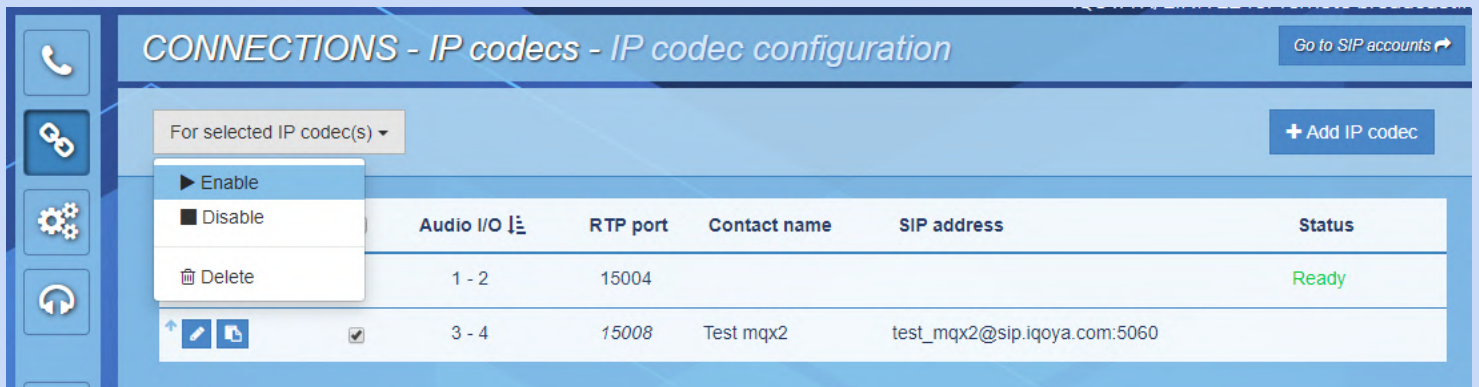 CONNECTIONS - IP codecs - IP codec configuration
Go to SIP accounts
For selected IP codec(s)
+ Add IP codec
Enable
Disable
Delete
Audio I/O RTP port Contact name SIP address Status
1 - 2 15004 Ready
3 - 4 15008 Test mqx2 test_mqx2@sip.iqoya.com:5060